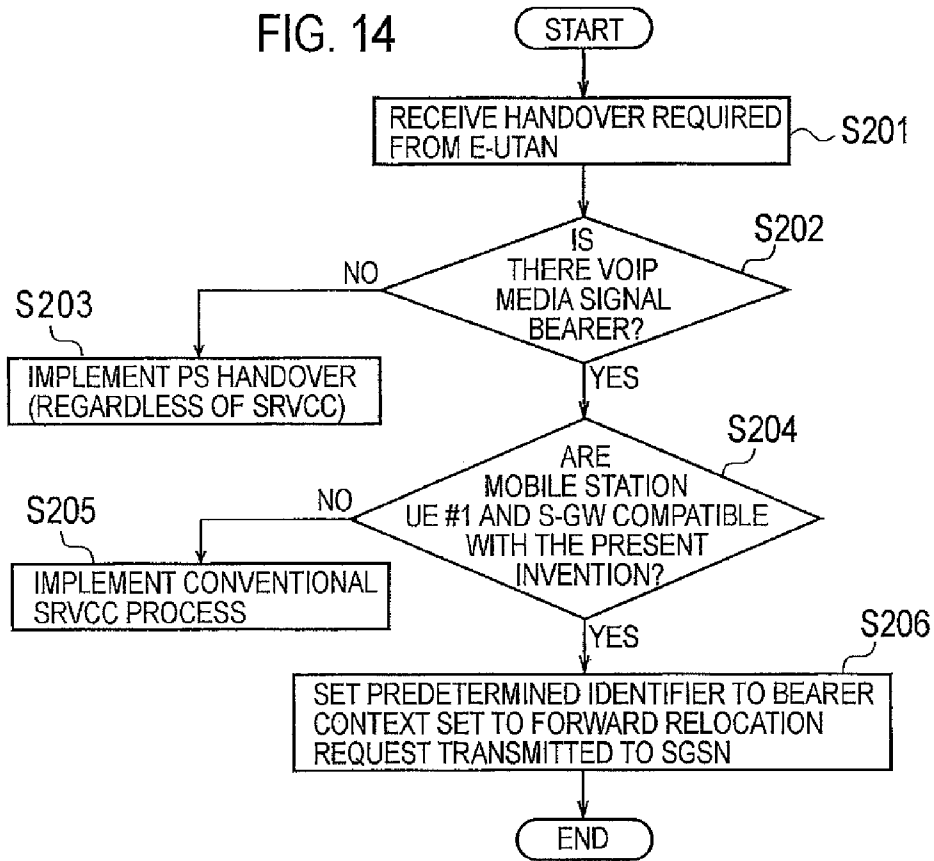 FIG. 14
START
RECEIVE HANDOVER REQUIRED
FROM E-UTAN
S201
IS
THERE VOIP
MEDIA SIGNAL
BEARER?
S202
NO
S203
IMPLEMENT PS HANDOVER
(REGARDLESS OF SRVCC)
YES
ARE
MOBILE STATION
UE #1 AND S-GW COMPATIBLE
WITH THE PRESENT
INVENTION?
S204
NO
S205
IMPLEMENT CONVENTIONAL
SRVCC PROCESS
YES
S206
SET PREDETERMINED IDENTIFIER TO BEARER
CONTEXT SET TO FORWARD RELOCATION
REQUEST TRANSMITTED TO SGSN
END